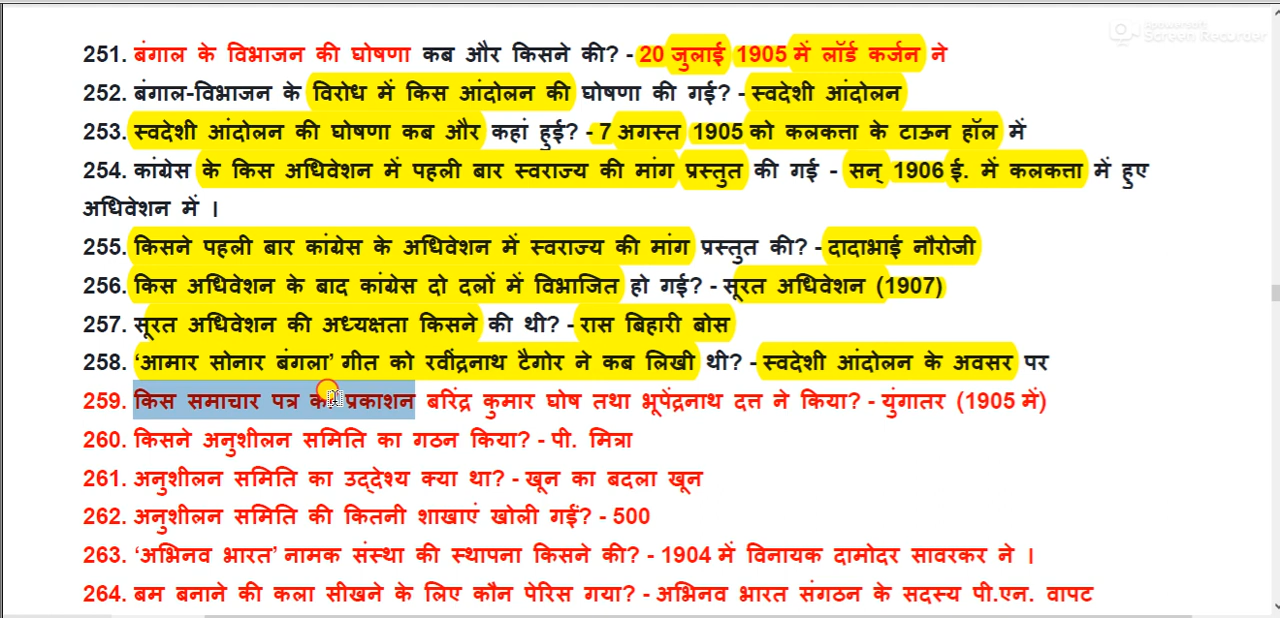 Apowersoft
Screen Recorder
251. बंगाल के विभाजन की घोषणा कब और किसने की? - 20 जुलाई 1905 में लॉर्ड कर्जन ने
252. बंगाल-विभाजन के विरोध में किस आंदोलन की घोषणा की गई? - स्वदेशी आंदोलन
253. स्वदेशी आंदोलन की घोषणा कब और कहां हुई? - 7 अगस्त 1905 को कलकत्ता के टाऊन हॉल में
254. कांग्रेस के किस अधिवेशन में पहली बार स्वराज्य की मांग प्रस्तुत की गई - सन् 1906 ई. में कलकत्ता में हुए
अधिवेशन में ।
255. किसने पहली बार कांग्रेस के अधिवेशन में स्वराज्य की मांग प्रस्तुत की? - दादाभाई नौरोजी
256. किस अधिवेशन के बाद कांग्रेस दो दलों में विभाजित हो गई? - सूरत अधिवेशन (1907)
257. सूरत अधिवेशन की अध्यक्षता किसने की थी? - रास बिहारी बोस
258. ‘आमार सोनार बंगला’ गीत को रवींद्रनाथ टैगोर ने कब लिखी थी? - स्वदेशी आंदोलन के अवसर पर
259. किस समाचार पत्र का प्रकाशन बरिंद्र कुमार घोष तथा भूपेंद्रनाथ दत्त ने किया? - युंगातर (1905 में)
260. किसने अनुशीलन समिति का गठन किया? - पी. मित्रा
261. अनुशीलन समिति का उद्देश्य क्या था? - खून का बदला खून
262. अनुशीलन समिति की कितनी शाखाएं खोली गईं? - 500
263. ‘अभिनव भारत’ नामक संस्था की स्थापना किसने की? - 1904 में विनायक दामोदर सावरकर ने ।
264. बम बनाने की कला सीखने के लिए कौन पेरिस गया? - अभिनव भारत संगठन के सदस्य पी.एन. वापट